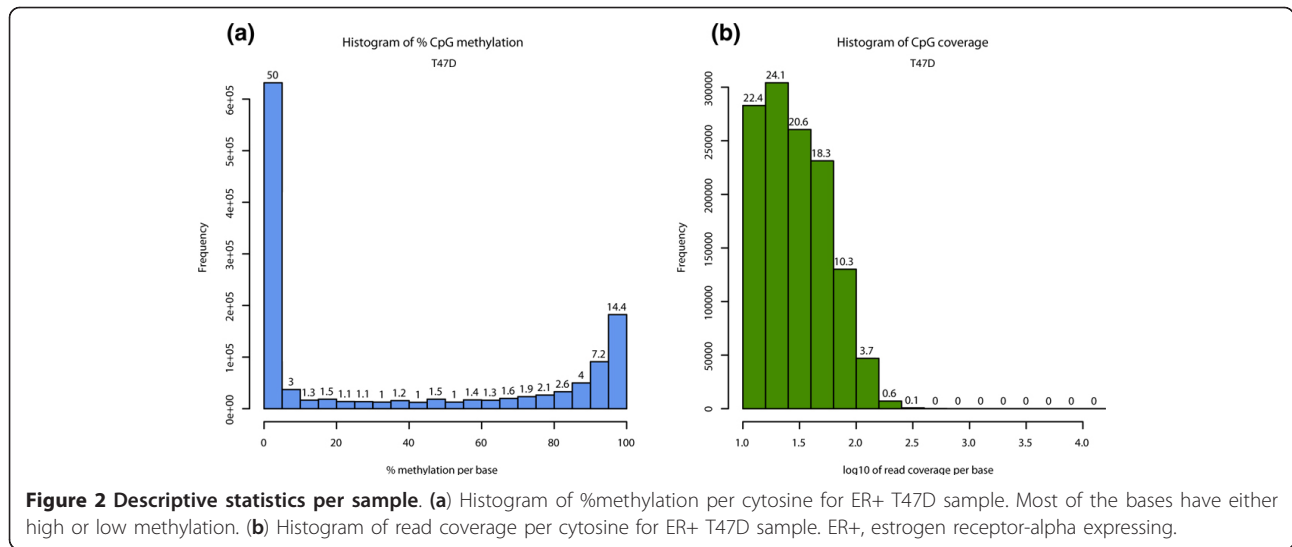 (a)
Histogram of % CpG methylation
T47D
Frequency
0e+00 1e+05 2e+05 3e+05 4e+05 5e+05 6e+05
50 3 1.3 1.5 1.1 1.1 1 1.2 1 1.5 1 1.4 1.3 1.6 1.9 2.1 2.6 4 7.2 14.4
0 20 40 60 80 100
% methylation per base
(b)
Histogram of CpG coverage
T47D
Frequency
0 50000 100000 150000 200000 250000 300000
22.4 24.1 20.6 18.3 10.3 3.7 0.6 0.1 0 0 0 0 0 0 0 0
1.0 1.5 2.0 2.5 3.0 3.5 4.0
log10 of read coverage per base
Figure 2 Descriptive statistics per sample. (a) Histogram of %methylation per cytosine for ER+ T47D sample. Most of the bases have either
high or low methylation. (b) Histogram of read coverage per cytosine for ER+ T47D sample. ER+, estrogen receptor-alpha expressing.